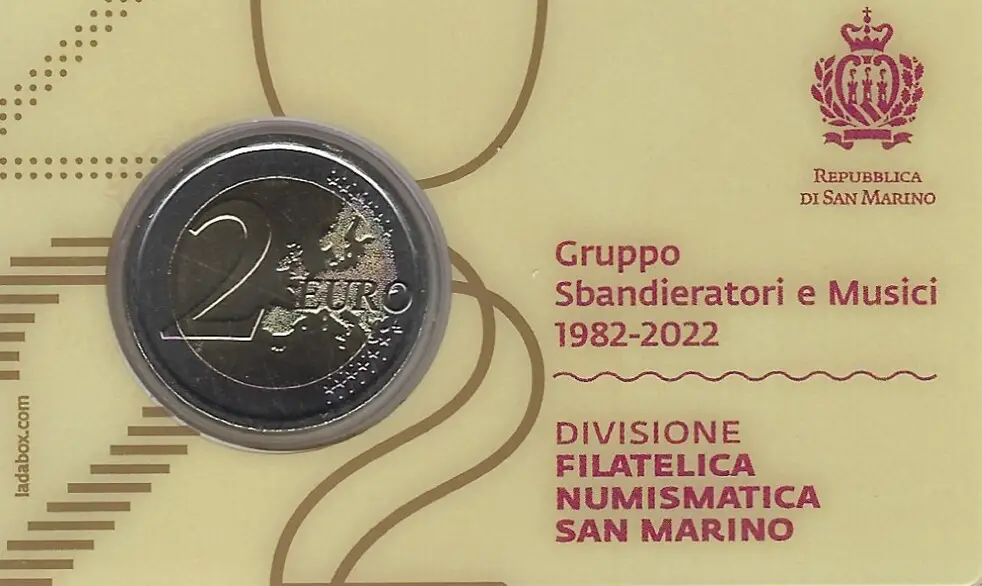 REPUBBLICA
DI SAN MARINO
2 EURO
Gruppo
Sbandieratori e Musici
1982-2022
DIVISIONE
FILATELICA
NUMISMATICA
SAN MARINO
ladabox.com